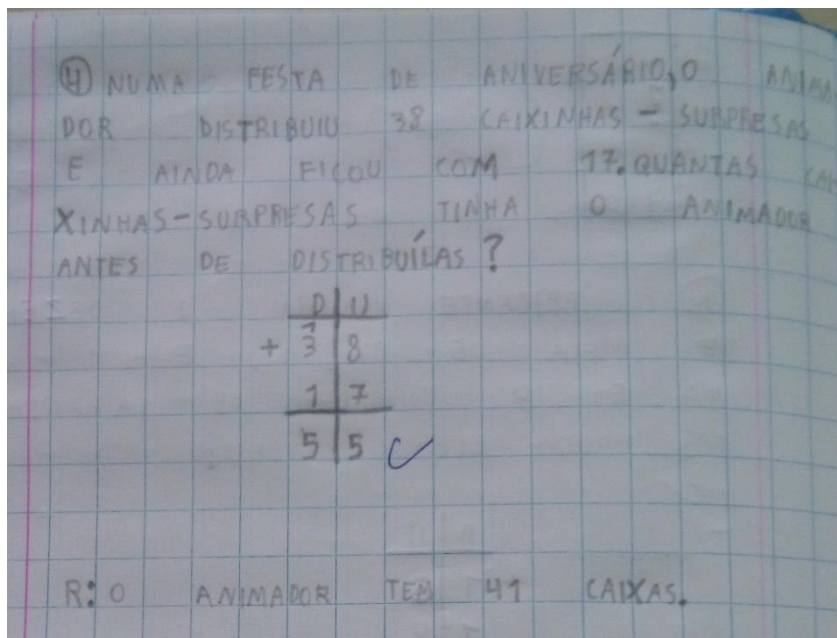 4 NUMA FESTA DE ANIVERSÁRIO, O ANIMA
DOR DISTRIBUIU 38 CAIXINHAS - SURPRESAS
E AINDA FICOU COM 17. QUANTAS CAI
XINHAS - SURPRESAS TINHA O ANIMADOR
ANTES DE DISTRIBUÍLAS?
D U
1
+ 3 8
1 7
5 5
R: O ANIMADOR TEM 41 CAIXAS.